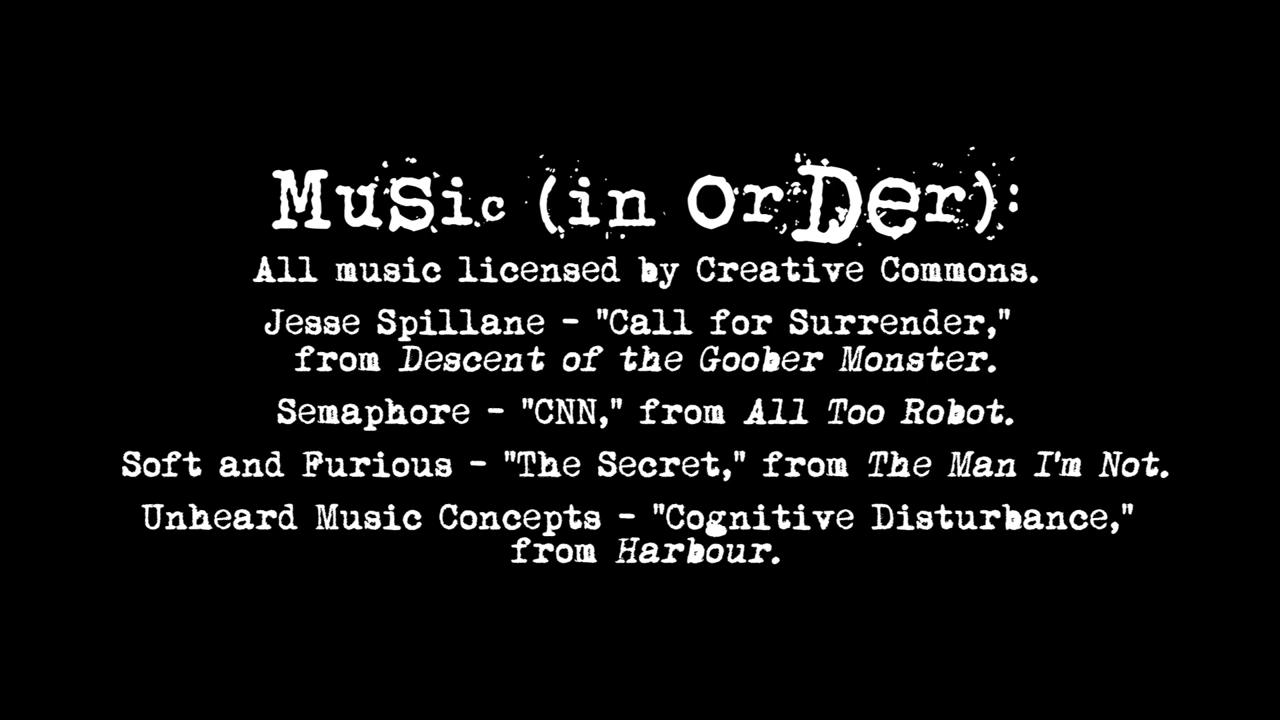 MuSic (in orDer):
All music licensed by Creative Commons.
Jesse Spillane - "Call for Surrender,"
from Descent of the Goober Monster.
Semaphore - "CNN," from All Too Robot.
Soft and Furious - "The Secret," from The Man I'm Not.
Unheard Music Concepts - "Cognitive Disturbance,"
from Harbour.